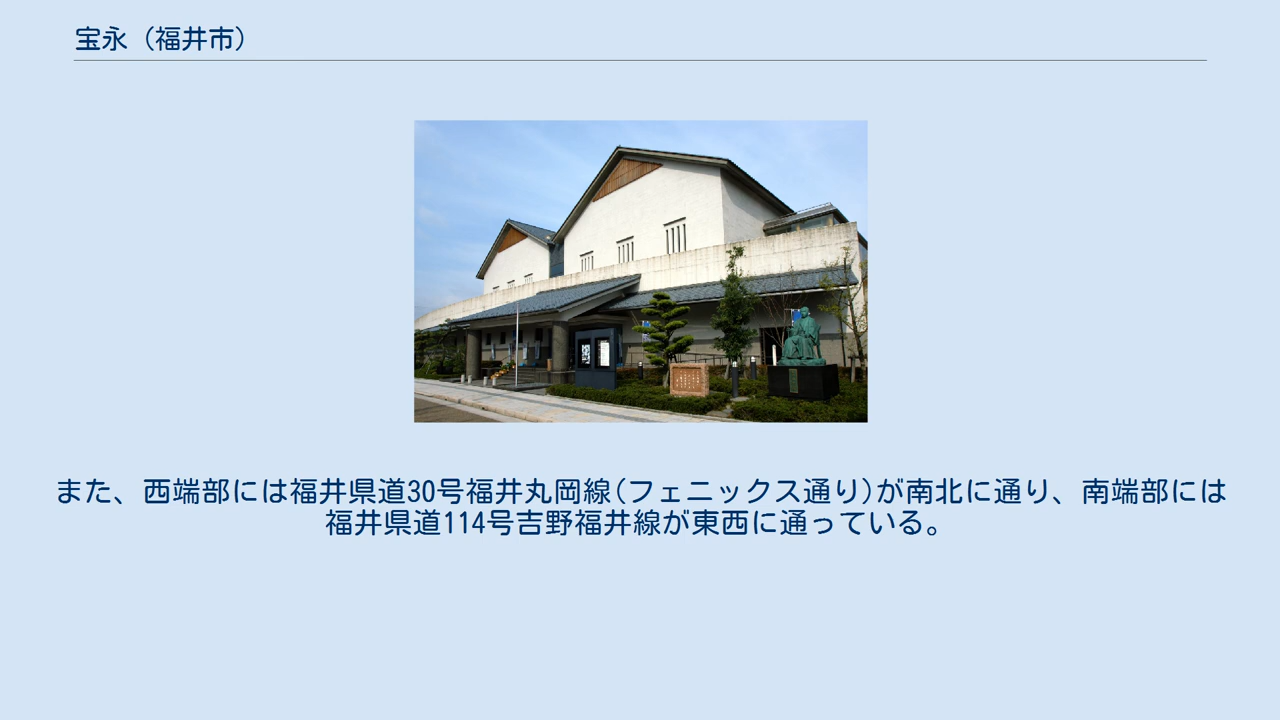 宝永（福井市）
また、西端部には福井県道30号福井丸岡線(フェニックス通り)が南北に通り、南端部には
福井県道114号吉野福井線が東西に通っている。